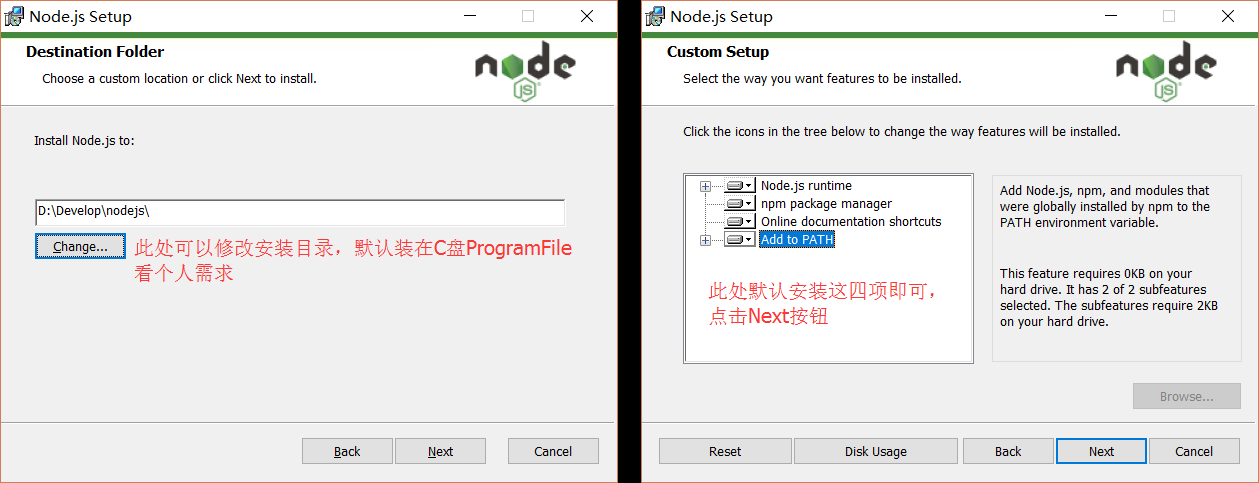 Node.js Setup
Destination Folder
Choose a custom location or click Next to install.
node
JS
Install Node.js to:
D:\Develop\nodejs\
Change...
此处可以修改安装目录，默认装在C盘ProgramFile
看个人需求
Back
Next
Cancel
Node.js Setup
Custom Setup
Select the way you want features to be installed.
node
JS
Click the icons in the tree below to change the way features will be installed.
Node.js runtime
npm package manager
Online documentation shortcuts
Add to PATH
此处默认安装这四项即可，
点击Next按钮
Add Node.js, npm, and modules that
were globally installed by npm to the
PATH environment variable.
This feature requires 0KB on your
hard drive. It has 2 of 2 subfeatures
selected. The subfeatures require 2KB
on your hard drive.
Browse...
Reset
Disk Usage
Back
Next
Cancel